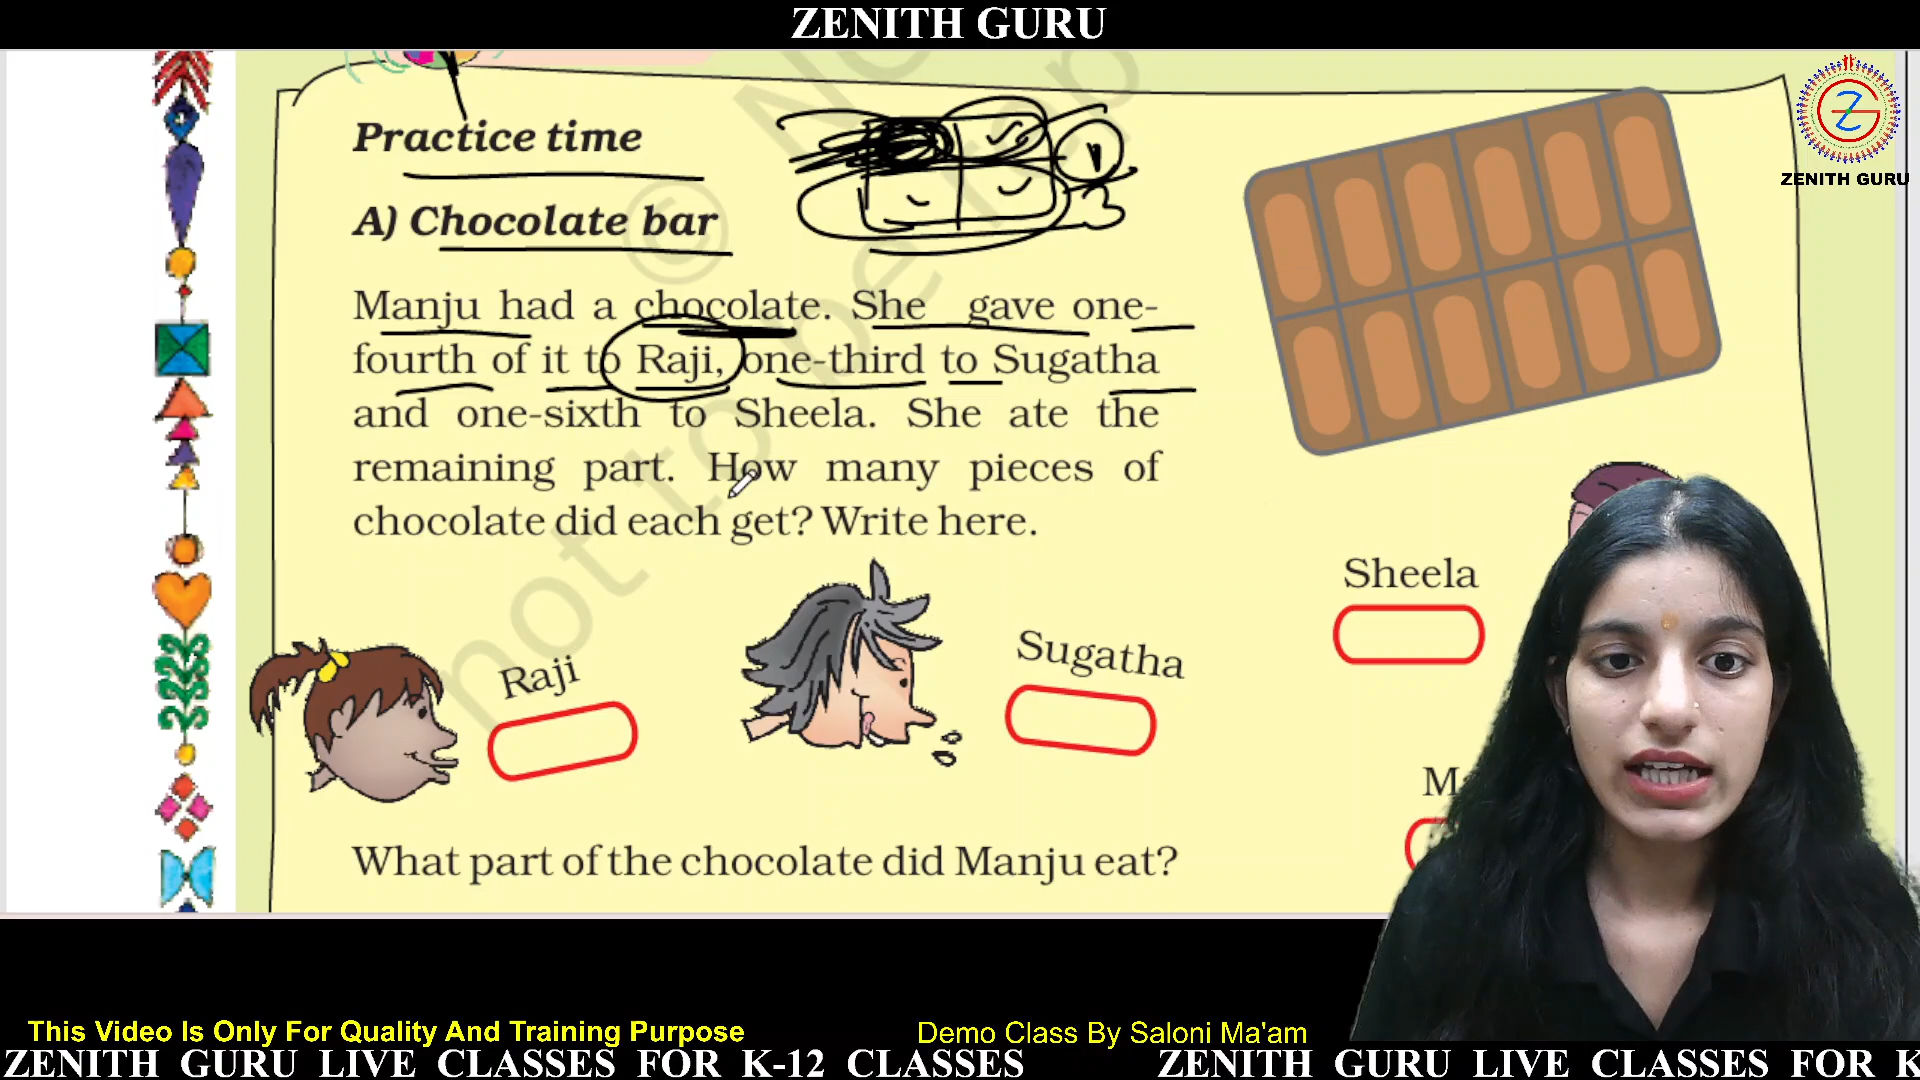 ZENITH GURU
ZENITH GURU
Practice time
A) Chocolate bar
Manju had a chocolate. She gave one-
fourth of it to Raji, one-third to Sugatha
and one-sixth to Sheela. She ate the
remaining part. How many pieces of
chocolate did each get? Write here.
Sheela
Sugatha
Raji
M
What part of the chocolate did Manju eat?
not to be rep
This Video Is Only For Quality And Training Purpose
Demo Class By Saloni Ma'am
ZENITH GURU LIVE CLASSES FOR K-12 CLASSES ZENITH GURU LIVE CLASSES FOR K